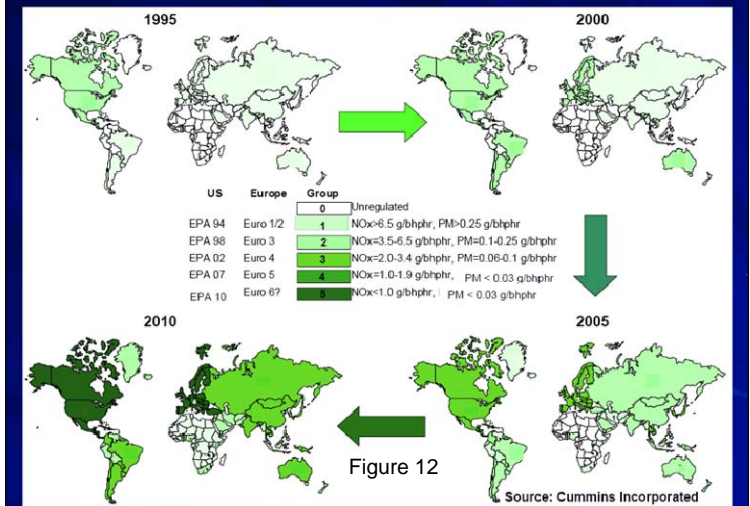 1995
2000
US Europe Group
0 Unregulated
EPA 94 Euro 1/2 1 NOx>6.5 g/bhphr, PM>0.25 g/bhphr
EPA 98 Euro 3 2 NOx=3.5-6.5 g/bhphr, PM=0.1-0.25 g/bhphr
EPA 02 Euro 4 3 NOx=2.0-3.4 g/bhphr, PM=0.06-0.1 g/bhphr
EPA 07 Euro 5 4 NOx=1.0-1.9 g/bhphr, PM < 0.03 g/bhphr
EPA 10 Euro 6? 5 NOx<1.0 g/bhphr, PM < 0.03 g/bhphr
2010
2005
Figure 12
Source: Cummins Incorporated